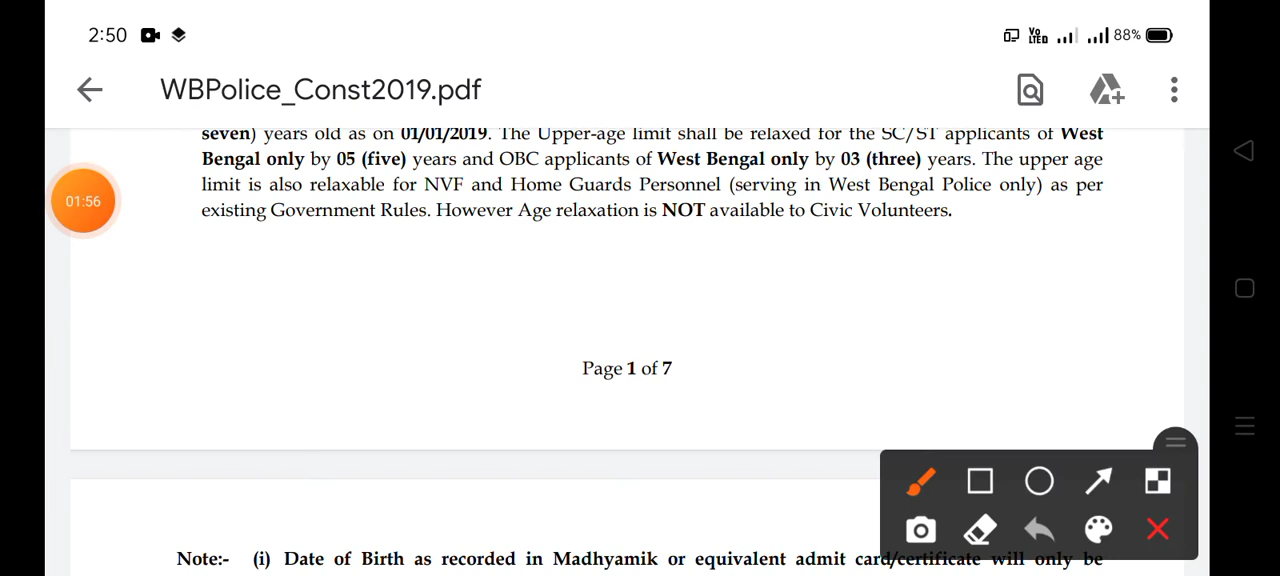 2:50
Vo LTED 88%
WBPolice_Const2019.pdf
seven) years old as on 01/01/2019. The Upper-age limit shall be relaxed for the SC/ST applicants of West
Bengal only by 05 (five) years and OBC applicants of West Bengal only by 03 (three) years. The upper age
limit is also relaxable for NVF and Home Guards Personnel (serving in West Bengal Police only) as per
existing Government Rules. However Age relaxation is NOT available to Civic Volunteers.
01:56
Page 1 of 7
Note:- (i) Date of Birth as recorded in Madhyamik or equivalent admit card/certificate will only be